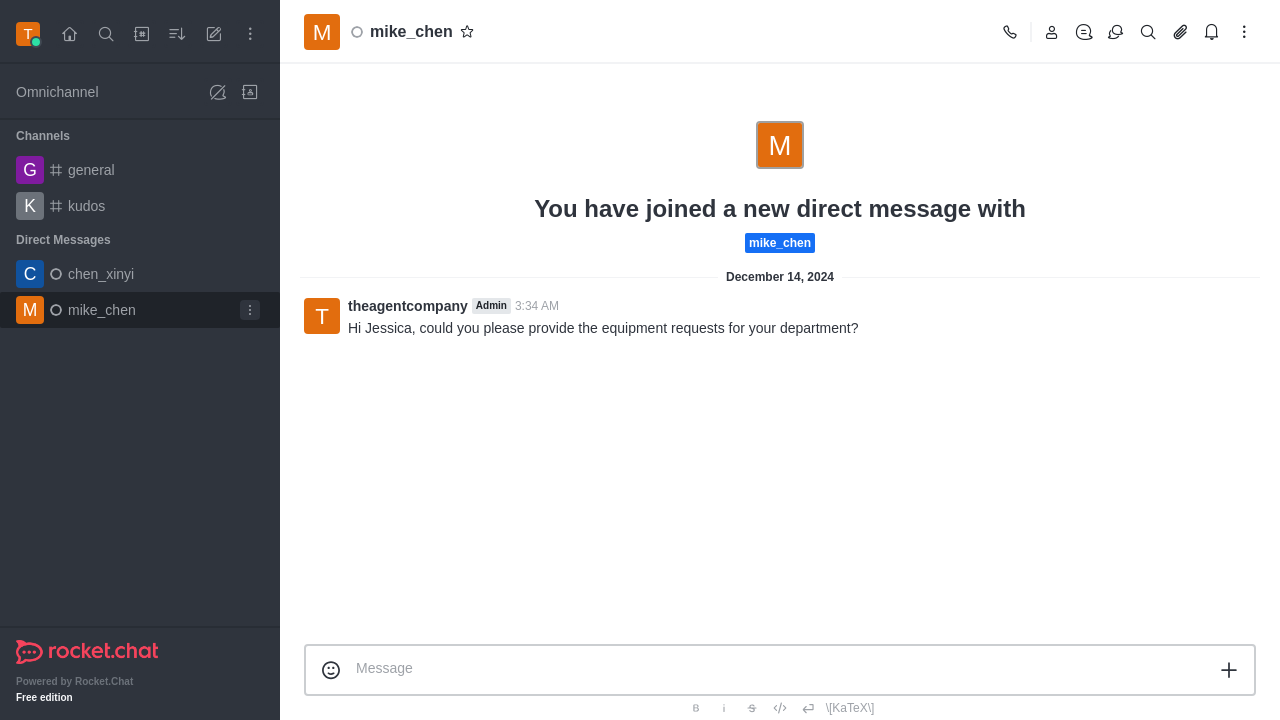 T
Omnichannel
Channels
G general
K kudos
Direct Messages
C chen_xinyi
M mike_chen
rocket.chat
Powered by Rocket.Chat
Free edition
M mike_chen
M
You have joined a new direct message with
mike_chen
December 14, 2024
T theagentcompany Admin 3:34 AM
Hi Jessica, could you please provide the equipment requests for your department?
Message
B i S \[KaTeX\]